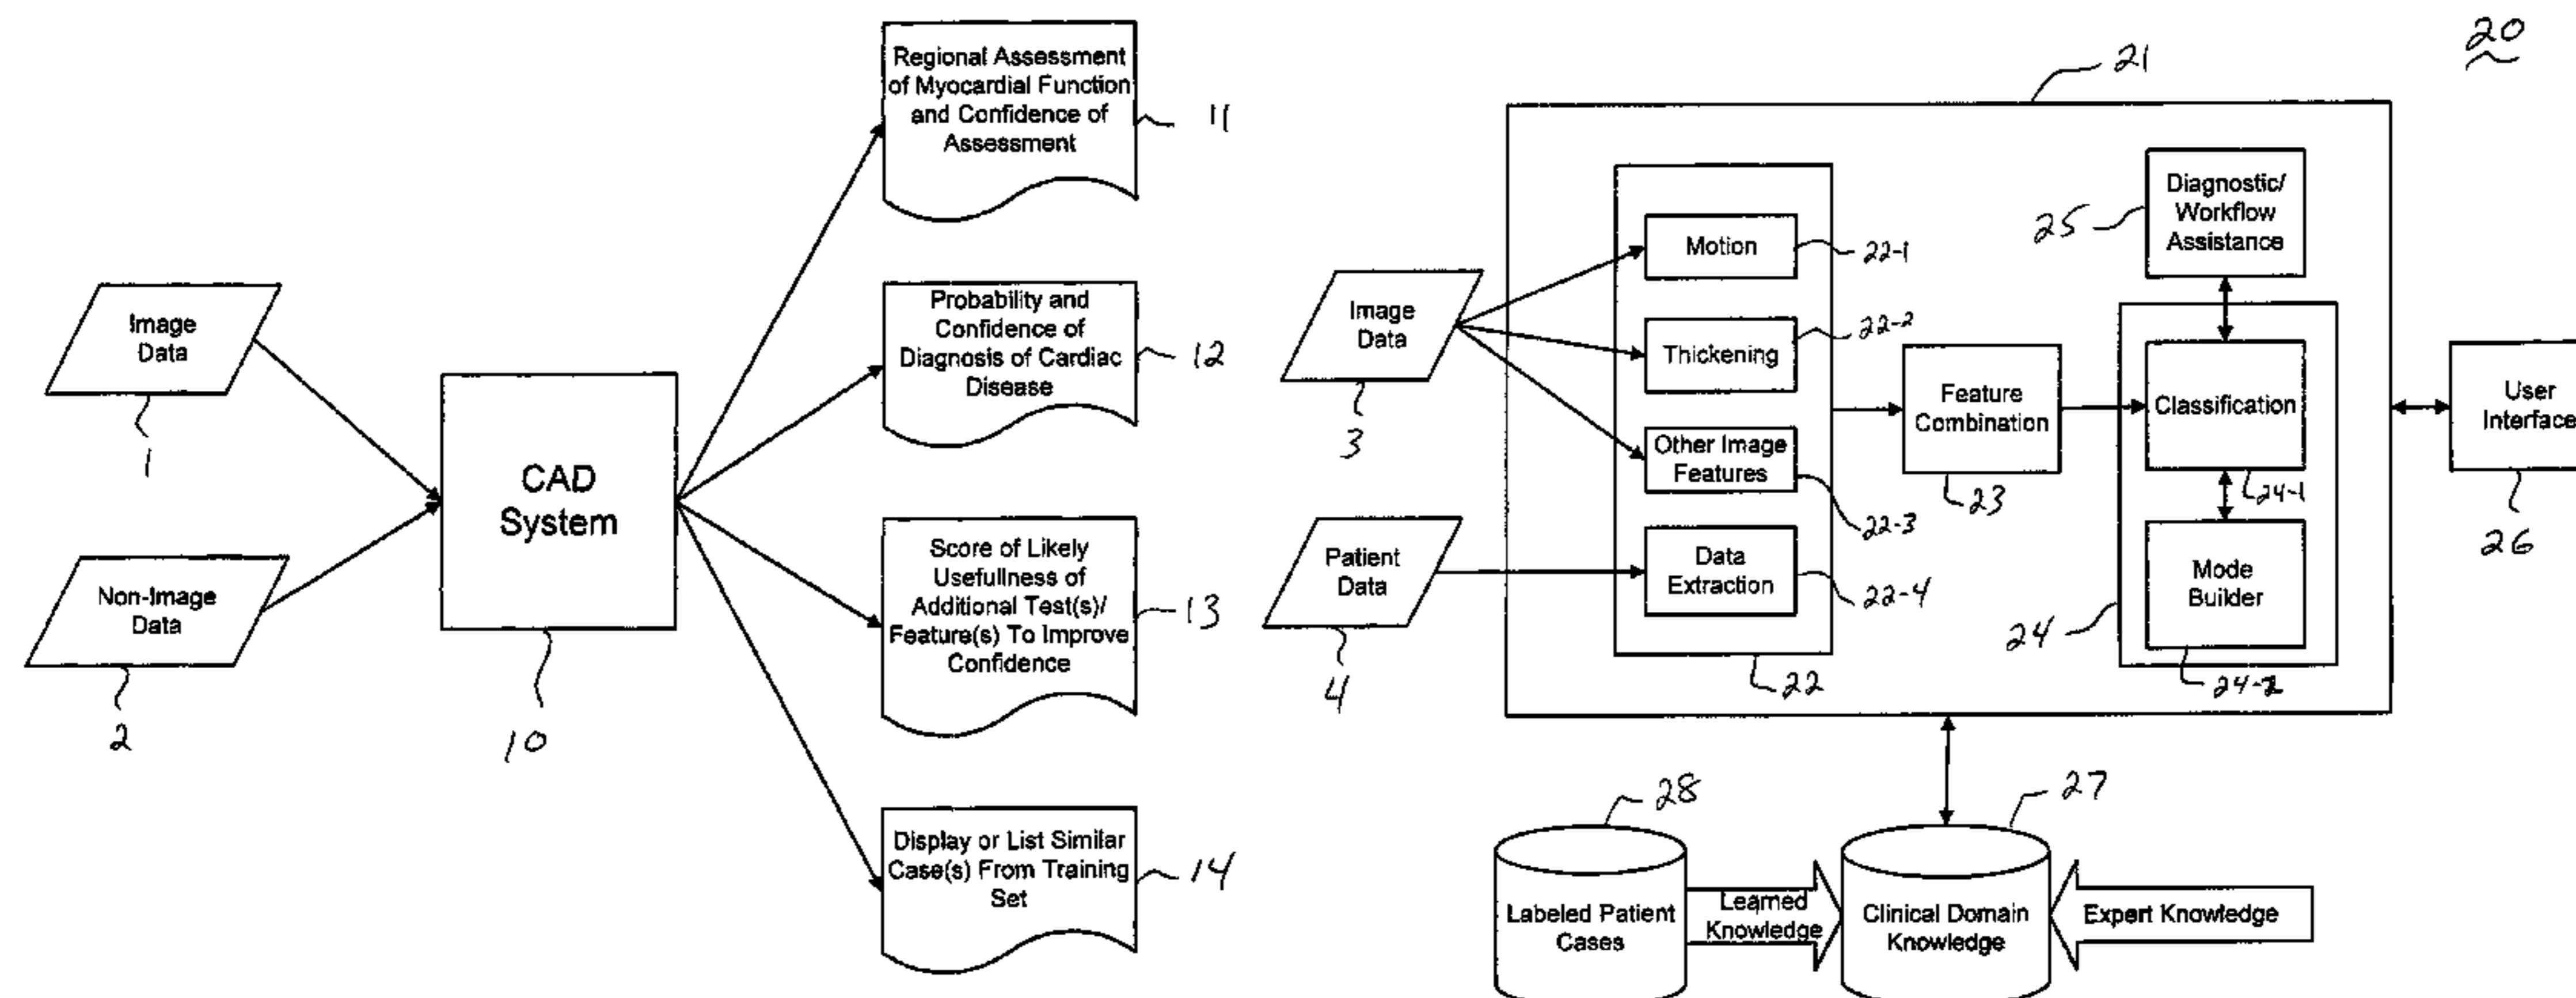 Image
Data
1
Non-Image
Data
2
CAD
System
10
Regional Assessment
of Myocardial Function
and Confidence of
Assessment
11
Probability and
Confidence of
Diagnosis of Cardiac
Disease
12
Score of Likely
Usefullness of
Additional Test(s)/
Feature(s) To Improve
Confidence
13
Display or List Similar
Case(s) From Training
Set
14
20
21
Image
Data
3
Patient
Data
4
Motion
22-1
Thickening
22-2
Other Image
Features
22-3
Data
Extraction
22-4
22
Feature
Combination
23
Diagnostic/
Workflow
Assistance
25
Classification
24-1
Mode
Builder
24-2
24
User
Interface
26
28
Labeled Patient
Cases
Learned
Knowledge
27
Clinical Domain
Knowledge
Expert Knowledge